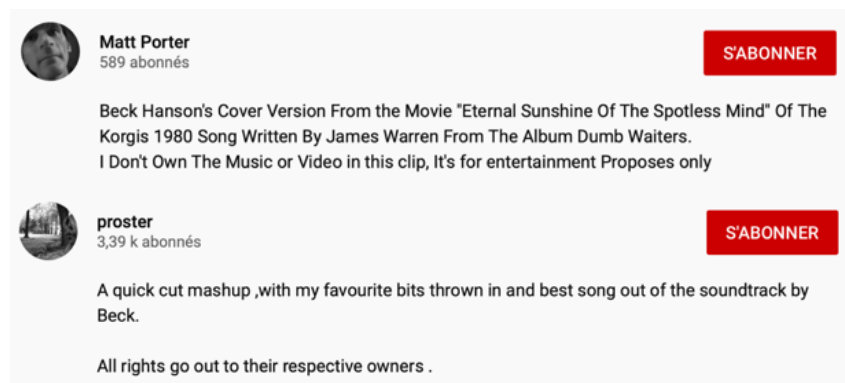 Matt Porter
589 abonnés
S'ABONNER
Beck Hanson's Cover Version From the Movie "Eternal Sunshine Of The Spotless Mind" Of The
Korgis 1980 Song Written By James Warren From The Album Dumb Waiters.
I Don't Own The Music or Video in this clip, It's for entertainment Proposes only
proster
3,39 k abonnés
S'ABONNER
A quick cut mashup ,with my favourite bits thrown in and best song out of the soundtrack by
Beck.
All rights go out to their respective owners .